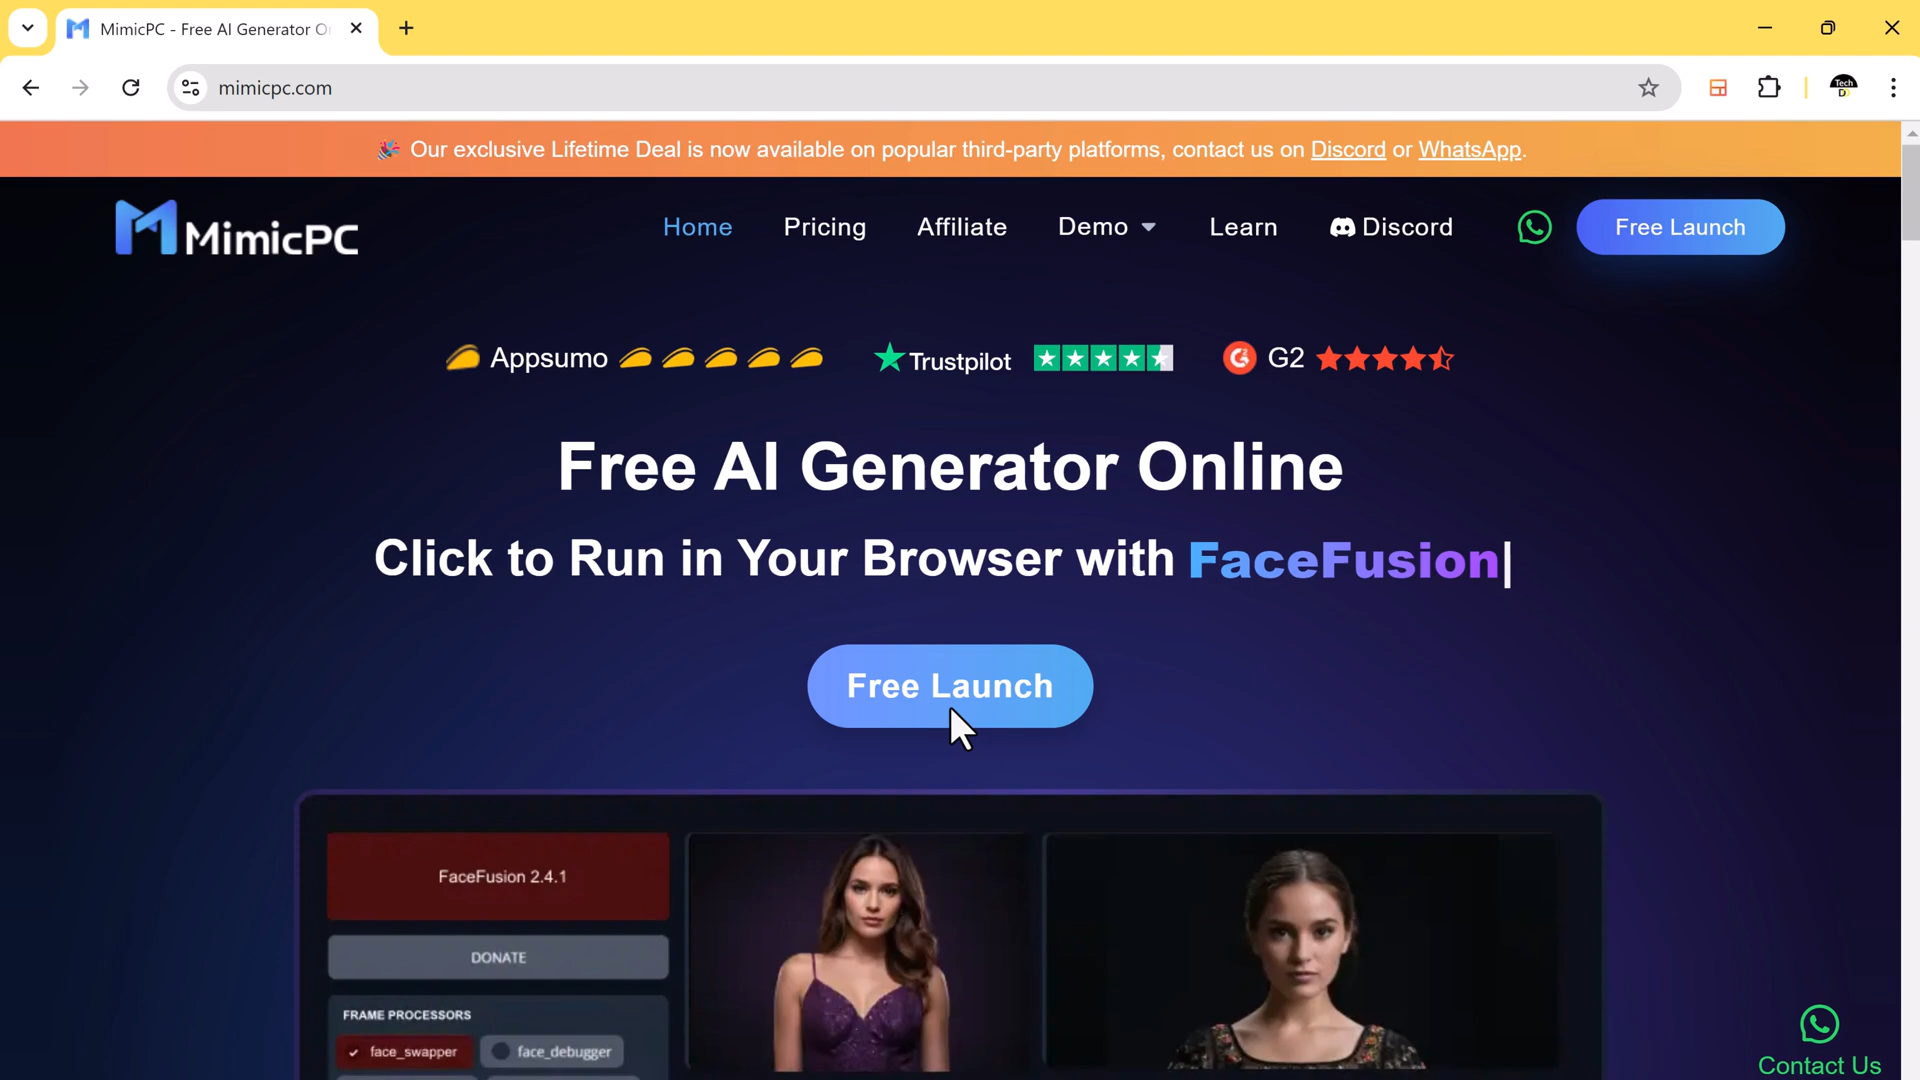 MimicPC - Free AI Generator O
mimicpc.com
Tech
D
Our exclusive Lifetime Deal is now available on popular third-party platforms, contact us on Discord or WhatsApp.
MimicPC
Home Pricing Affiliate Demo Learn Discord Free Launch
Appsumo Trustpilot G2
Free AI Generator Online
Click to Run in Your Browser with FaceFusion
Free Launch
FaceFusion 2.4.1
DONATE
FRAME PROCESSORS
face_swapper face_debugger
Contact Us